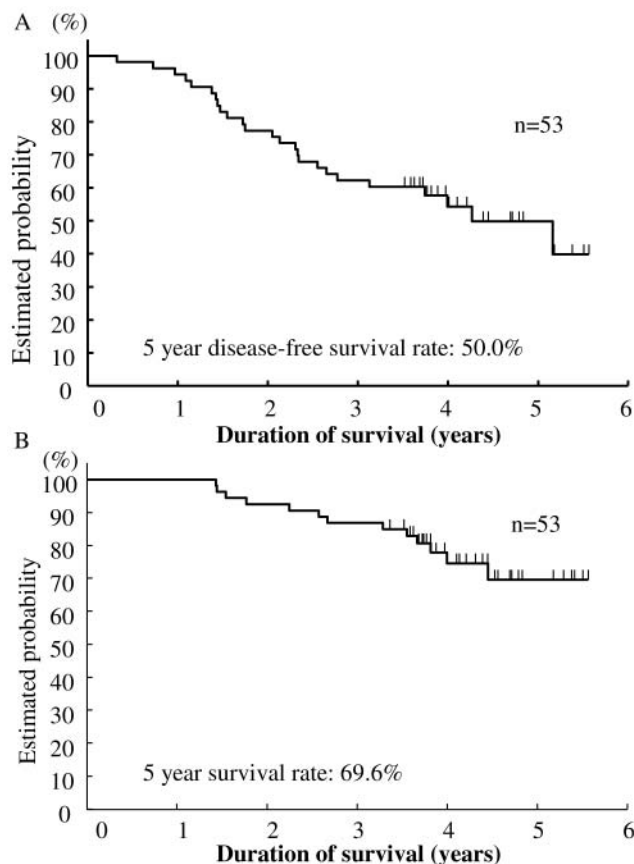 A
(%)
100
90
80
70
60
50
40
30
20
10
0
Estimated probability
n=53
5 year disease-free survival rate: 50.0%
0 1 2 3 4 5 6
Duration of survival (years)
B
(%)
100
90
80
70
60
50
40
30
20
10
0
Estimated probability
n=53
5 year survival rate: 69.6%
0 1 2 3 4 5 6
Duration of survival (years)